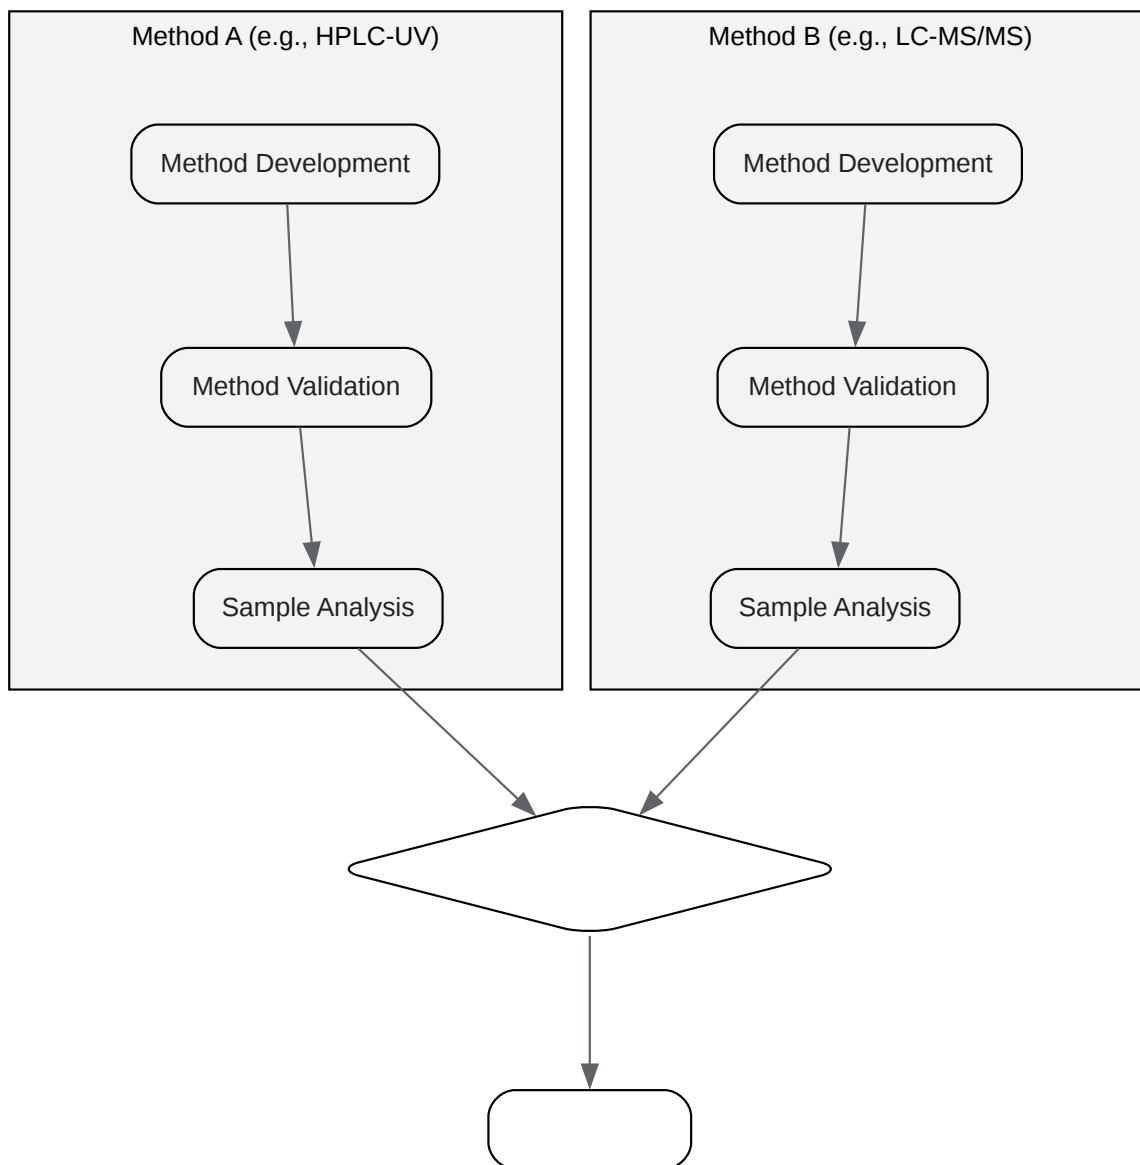 Method A (e.g., HPLC-UV)
Method Development
Method Validation
Sample Analysis
Method B (e.g., LC-MS/MS)
Method Development
Method Validation
Sample Analysis